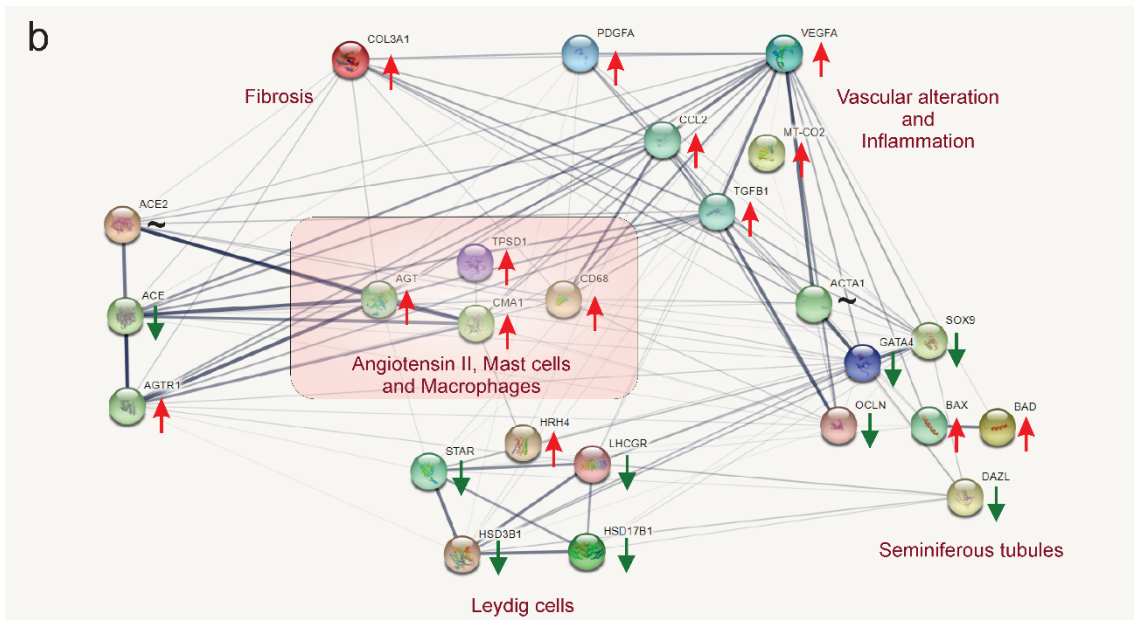 b
COL3A1
PDGFA
VEGFA
Fibrosis
Vascular alteration
and
Inflammation
CCL2
MT-CO2
TGFB1
ACE2
~
TPSD1
AGT
CD68
CMA1
ACE
ACTA1
~
SOX9
GATA4
Angiotensin II, Mast cells
and Macrophages
AGTR1
OCLN
BAX
BAD
HRH4
STAR
LHCGR
DAZL
HSD3B1
HSD17B1
Seminiferous tubules
Leydig cells